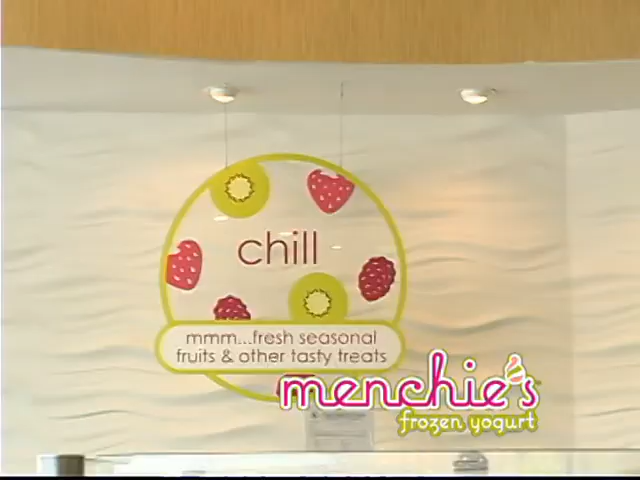 chill
mmm...fresh seasonal
fruits & other tasty treats
menchie's
frozen yogurt